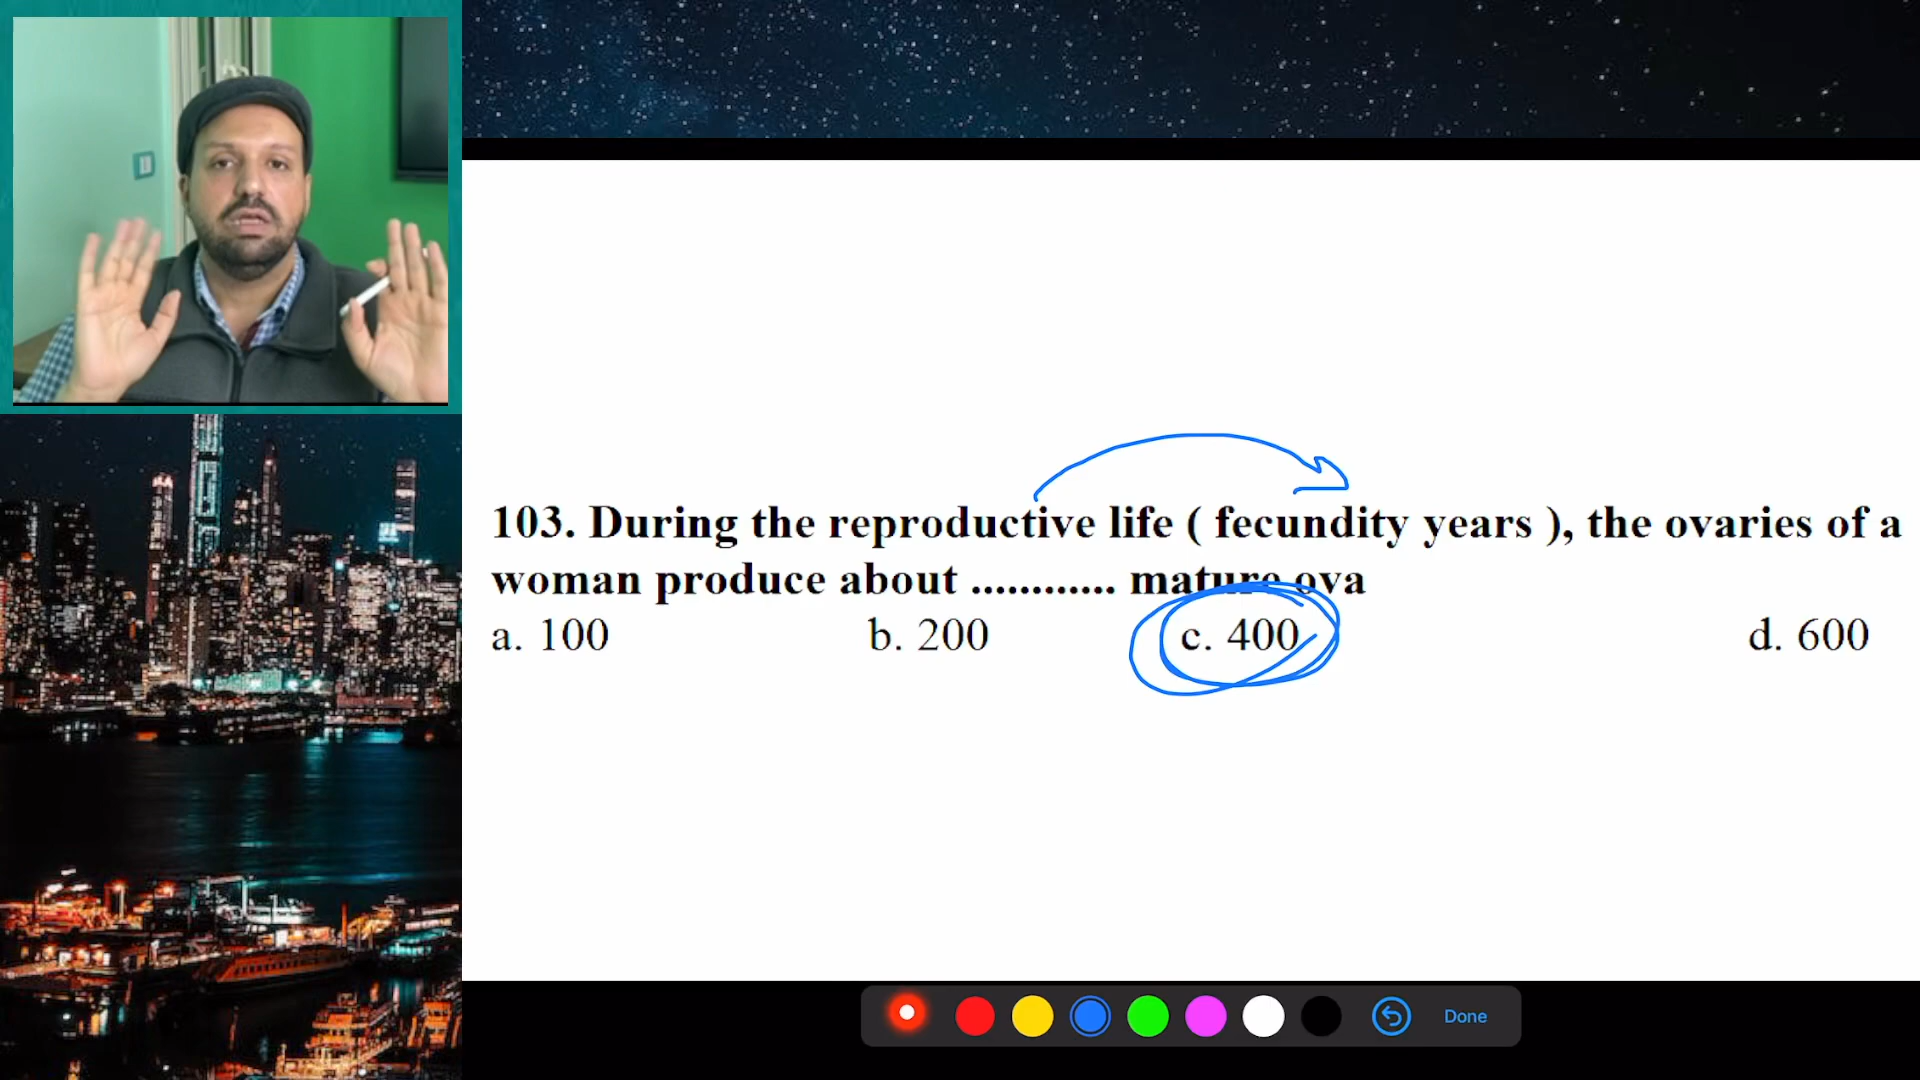 103. During the reproductive life ( fecundity years ), the ovaries of a
woman produce about ............ mature ova
a. 100 b. 200 c. 400 d. 600
Done